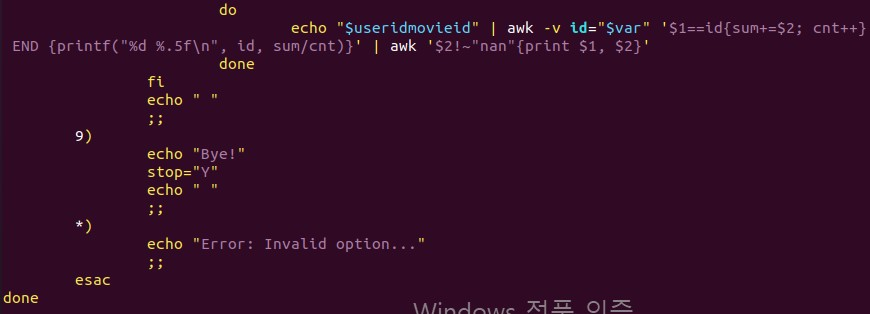 do
echo "$useridmovieid" | awk -v id="$var" '$1==id{sum+=$2; cnt++}
END {printf("%d %.5f\n", id, sum/cnt)}' | awk '$2!~"nan"{print $1, $2}'
done
fi
echo " "
;;
9)
echo "Bye!"
stop="Y"
echo " "
;;
*)
echo "Error: Invalid option..."
;;
esac
done
Windows 정품 인증